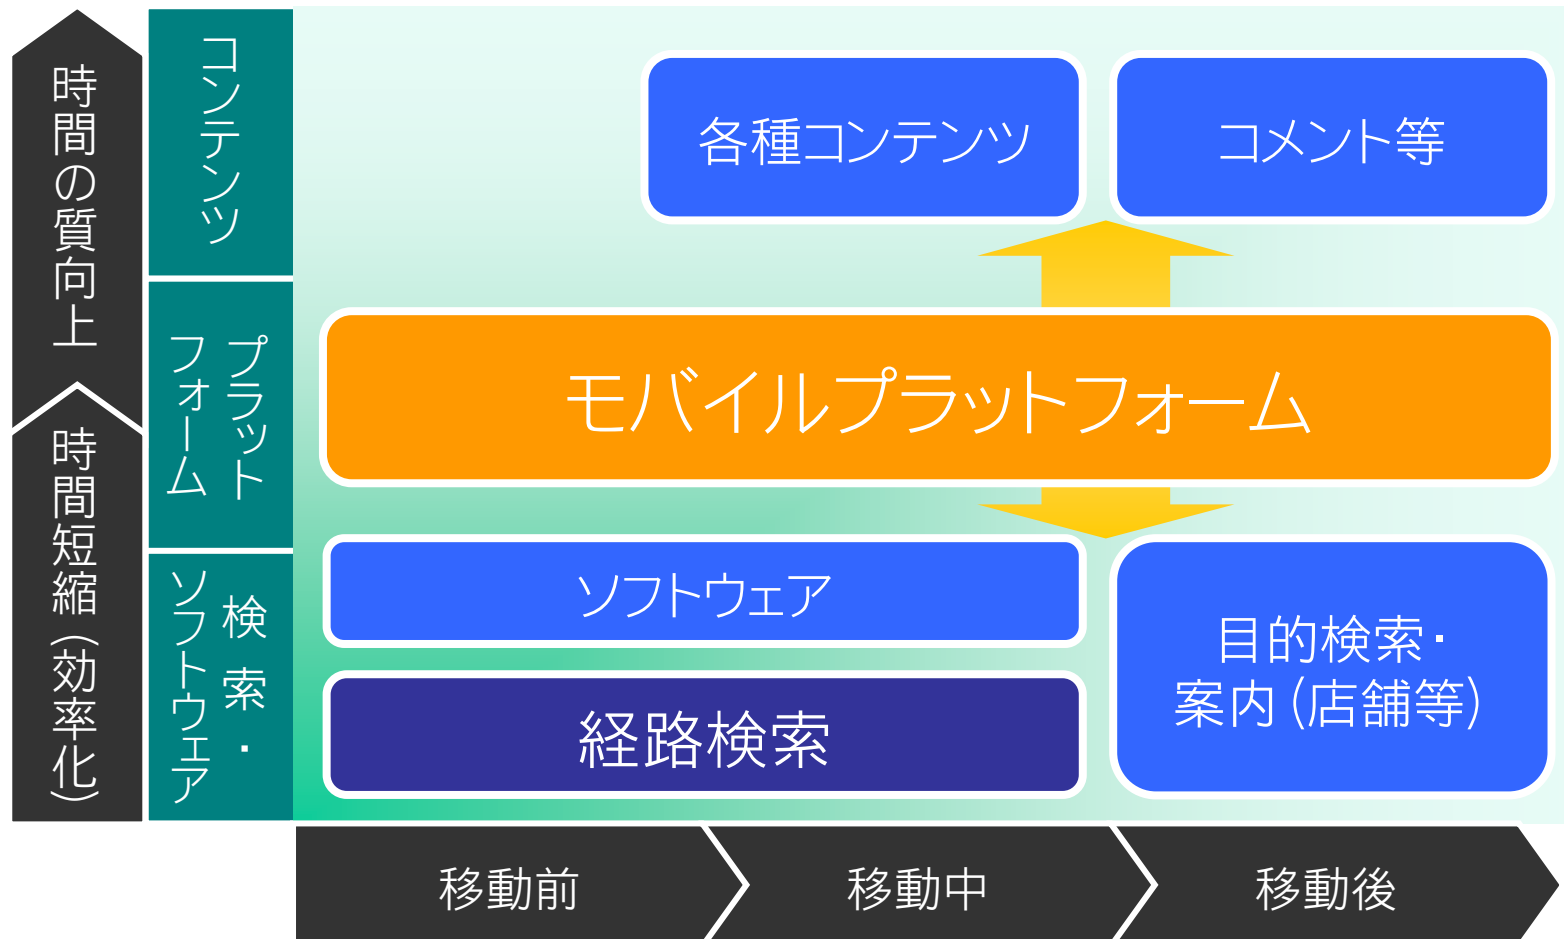 時間の質向上
時間短縮(効率化)
コンテンツ
プラット
フォーム
検索・
ソフトウェア
各種コンテンツ
コメント等
モバイルプラットフォーム
ソフトウェア
経路検索
目的検索・
案内(店舗等)
移動前
移動中
移動後